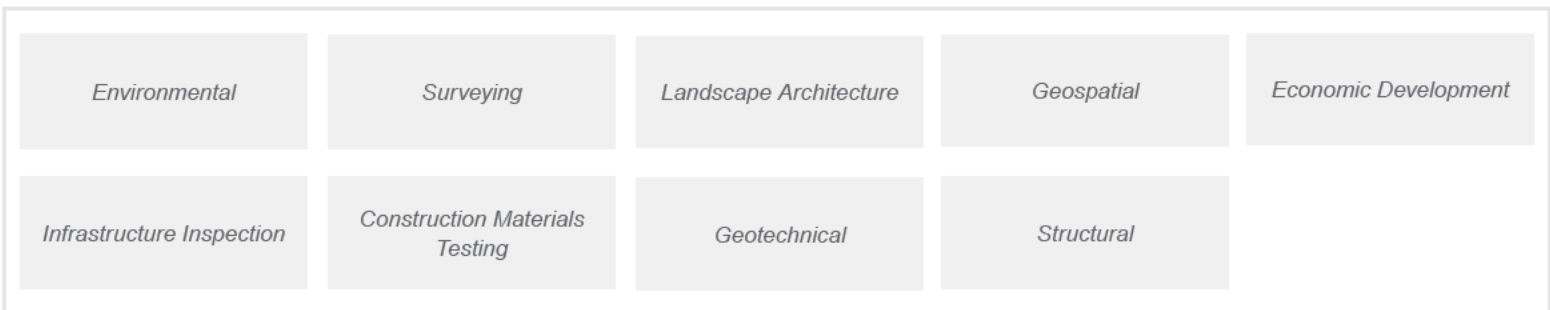 Environmental
Surveying
Landscape Architecture
Geospatial
Economic Development
Infrastructure Inspection
Construction Materials
Testing
Geotechnical
Structural